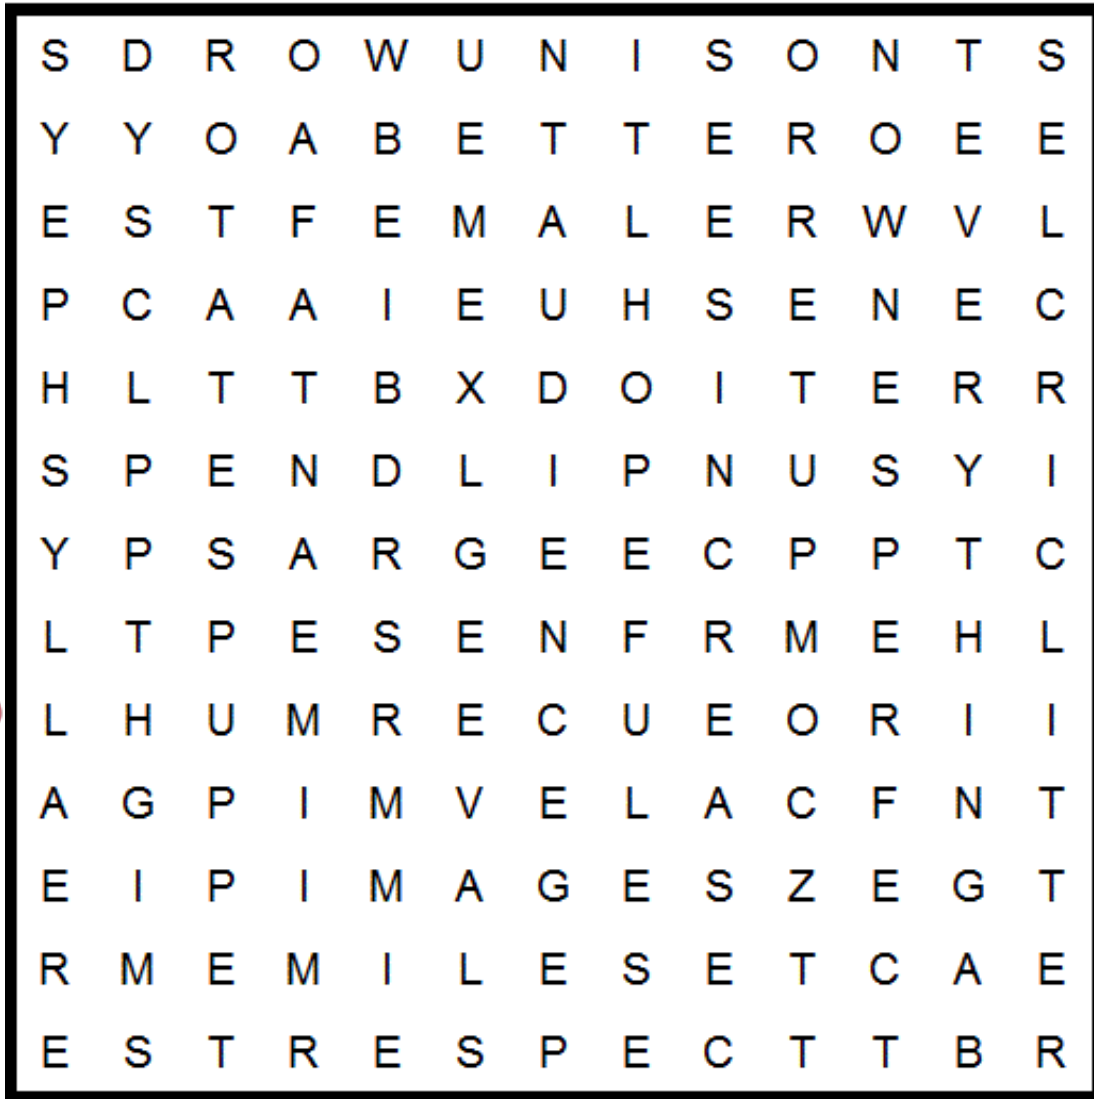 S D R O W U N I S O N T S
Y Y O A B E T T E R O E E
E S T F E M A L E R W V L
P C A A I E U H S E N E C
H L T T B X D O I T E R R
S P E N D L I P N U S Y I
Y P S A R G E E C P P T C
L T P E S E N F R M E H L
L H U M R E C U E O R I I
A G P I M V E L A C F N T
E I P I M A G E S Z E G T
R M E M I L E S E T C A E
E S T R E S P E C T T B R